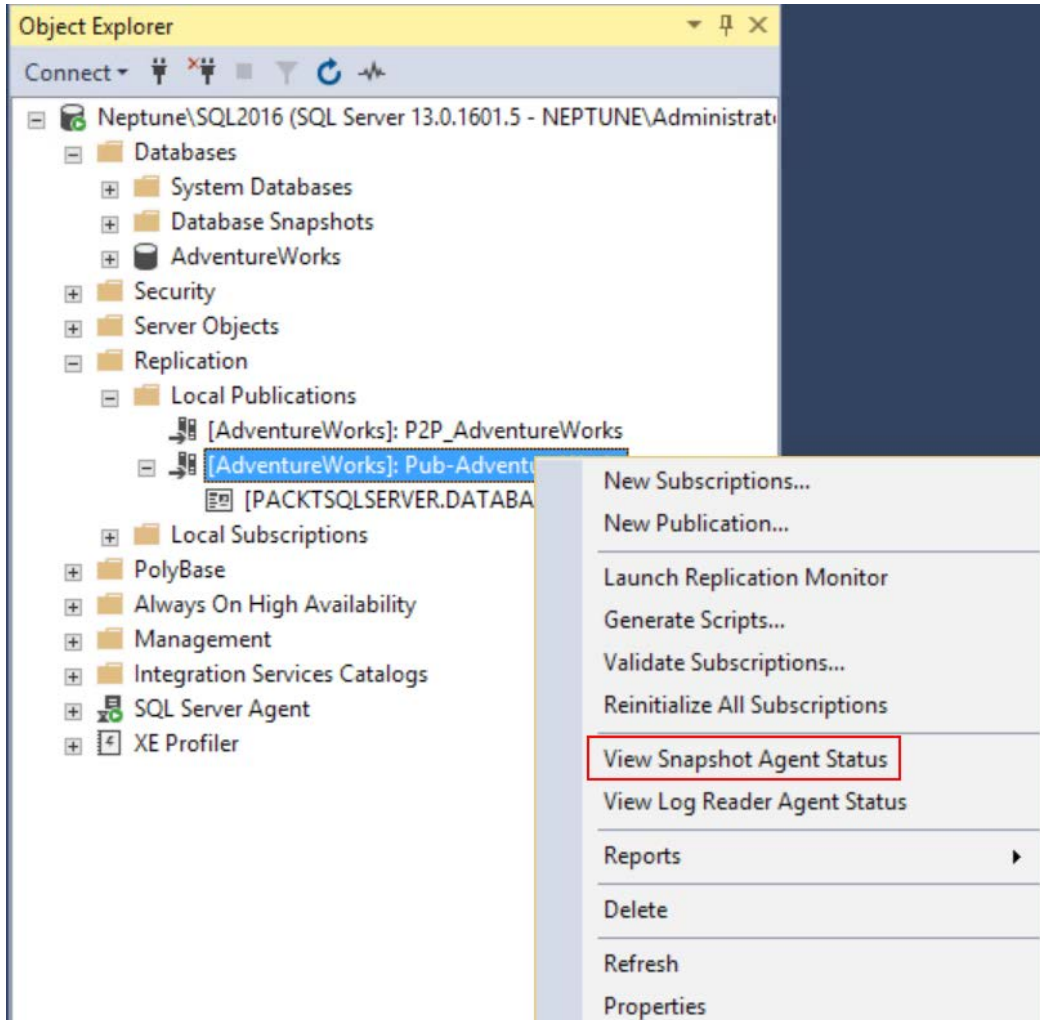 Object Explorer
Connect
Neptune\SQL2016 (SQL Server 13.0.1601.5 - NEPTUNE\Administrat
Databases
System Databases
Database Snapshots
AdventureWorks
Security
Server Objects
Replication
Local Publications
[AdventureWorks]: P2P_AdventureWorks
[AdventureWorks]: Pub-Advent
[PACKTSQLSERVER.DATABA
Local Subscriptions
PolyBase
Always On High Availability
Management
Integration Services Catalogs
SQL Server Agent
XE Profiler
New Subscriptions...
New Publication...
Launch Replication Monitor
Generate Scripts...
Validate Subscriptions...
Reinitialize All Subscriptions
View Snapshot Agent Status
View Log Reader Agent Status
Reports
Delete
Refresh
Properties